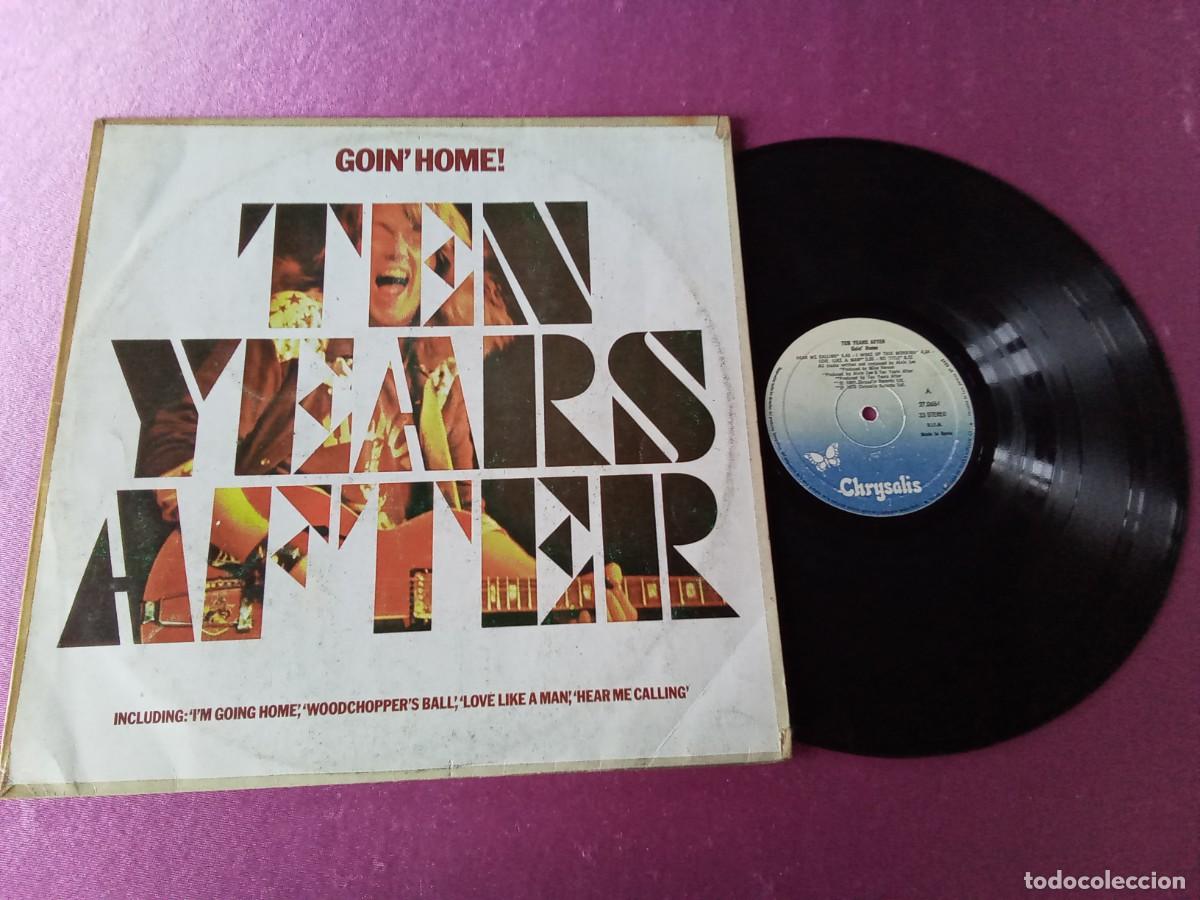 GOIN' HOME!
TEN
YEARS
AFTER
INCLUDING: 'I'M GOING HOME', 'WOODCHOPPER'S BALL', 'LOVE LIKE A MAN', 'HEAR ME CALLING'
TEN YEARS AFTER
Goin' Home
A
33 STEREO
Made in Spain
Chrysalis
todocoleccion